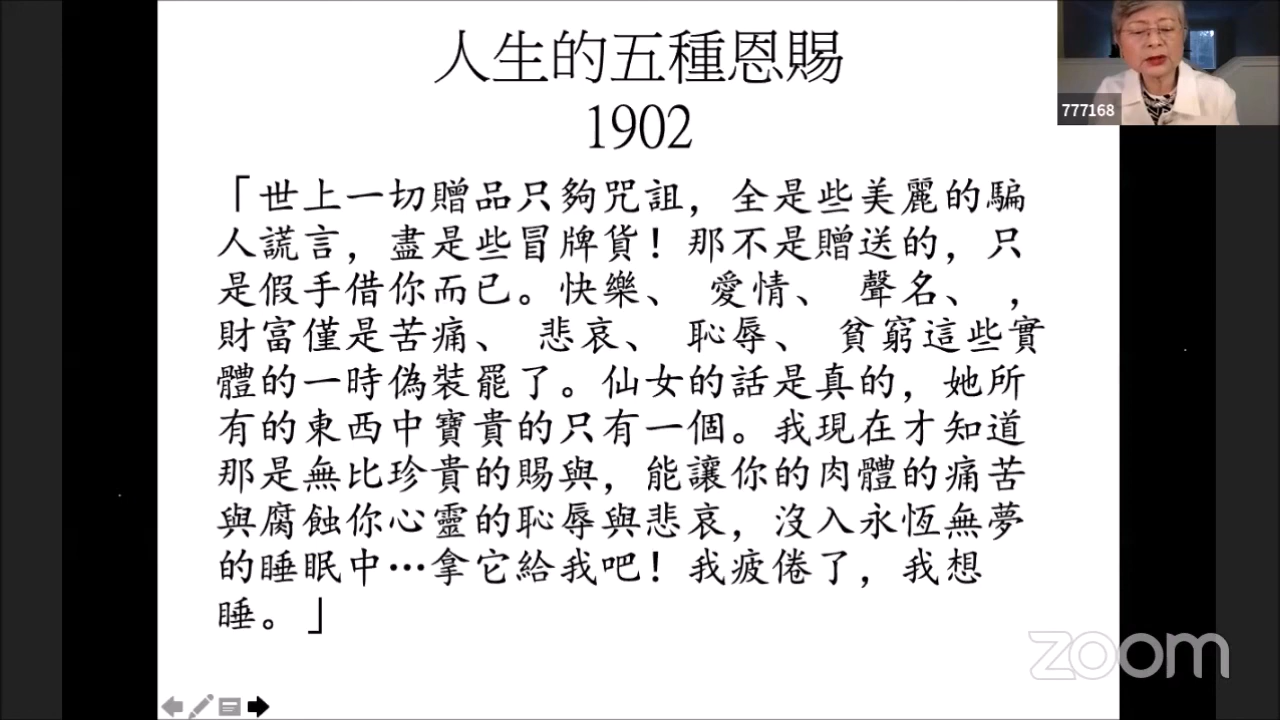 人生的五種恩賜
1902
777168
「世上一切贈品只夠咒詛，全是些美麗的騙
人謊言，盡是些冒牌貨！那不是贈送的，只
是假手借你而已。快樂、 愛情、 聲名、 ，
財富僅是苦痛、 悲哀、 恥辱、 貧窮這些實
體的一時偽裝罷了。仙女的話是真的，她所
有的東西中寶貴的只有一個。我現在才知道
那是無比珍貴的賜與，能讓你的肉體的痛苦
與腐蝕你心靈的恥辱與悲哀，沒入永恆無夢
的睡眠中…拿它給我吧！我疲倦了，我想
睡。」
zoom